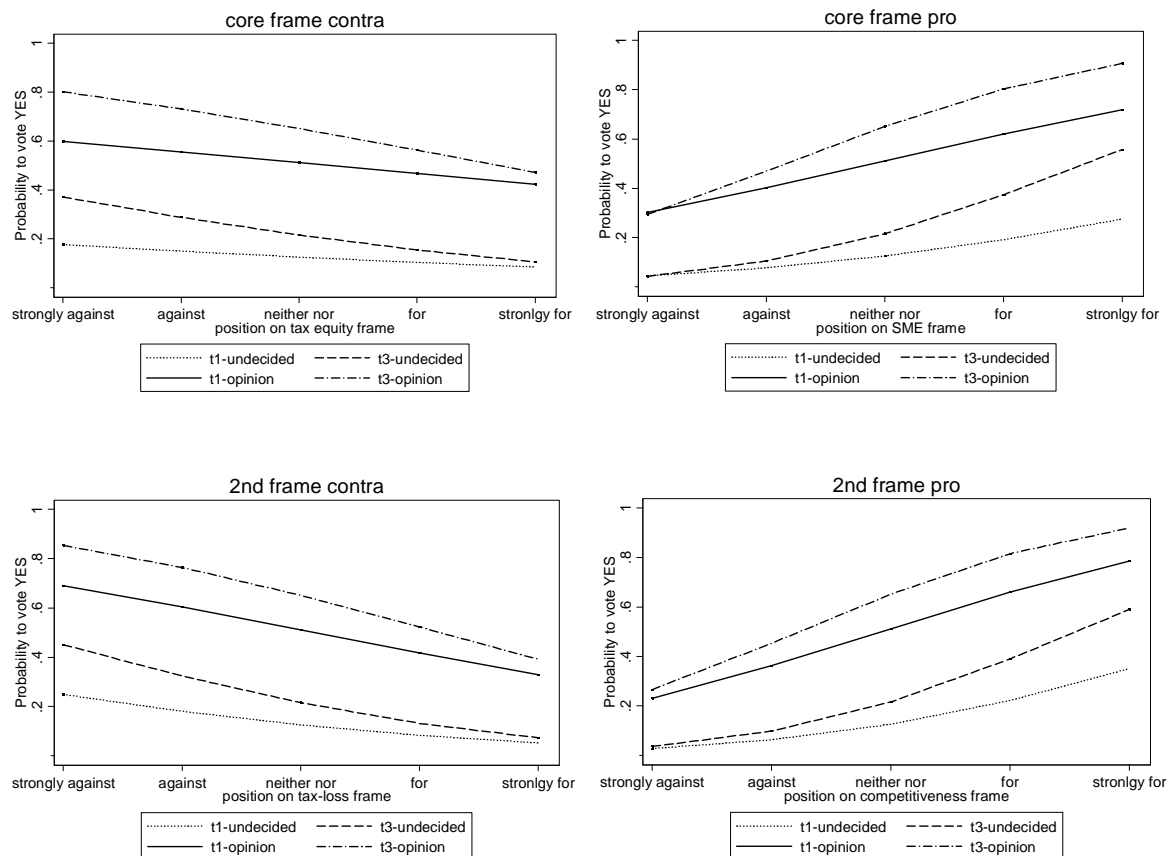 core frame contra
Probability to vote YES
1
.8
.6
.4
.2
strongly against against neither nor for stronlgy for
position on tax equity frame
t1-undecided t3-undecided
t1-opinion t3-opinion
core frame pro
Probability to vote YES
1
.8
.6
.4
.2
strongly against against neither nor for stronlgy for
position on SME frame
t1-undecided t3-undecided
t1-opinion t3-opinion
2nd frame contra
Probability to vote YES
1
.8
.6
.4
.2
strongly against against neither nor for stronlgy for
position on tax-loss frame
t1-undecided t3-undecided
t1-opinion t3-opinion
2nd frame pro
Probability to vote YES
1
.8
.6
.4
.2
strongly against against neither nor for stronlgy for
position on competitiveness frame
t1-undecided t3-undecided
t1-opinion t3-opinion